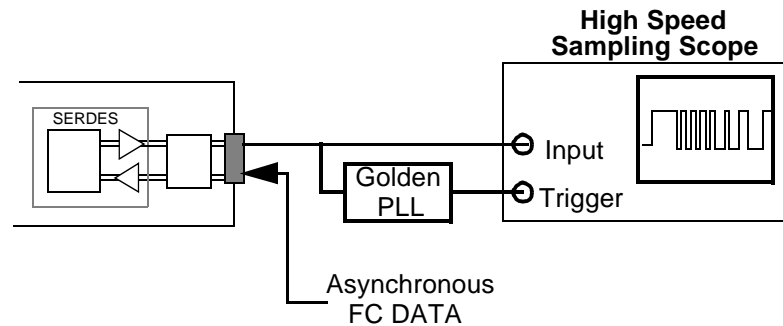 High Speed
Sampling Scope
SERDES
Input
Golden
PLL
Trigger
Asynchronous
FC DATA